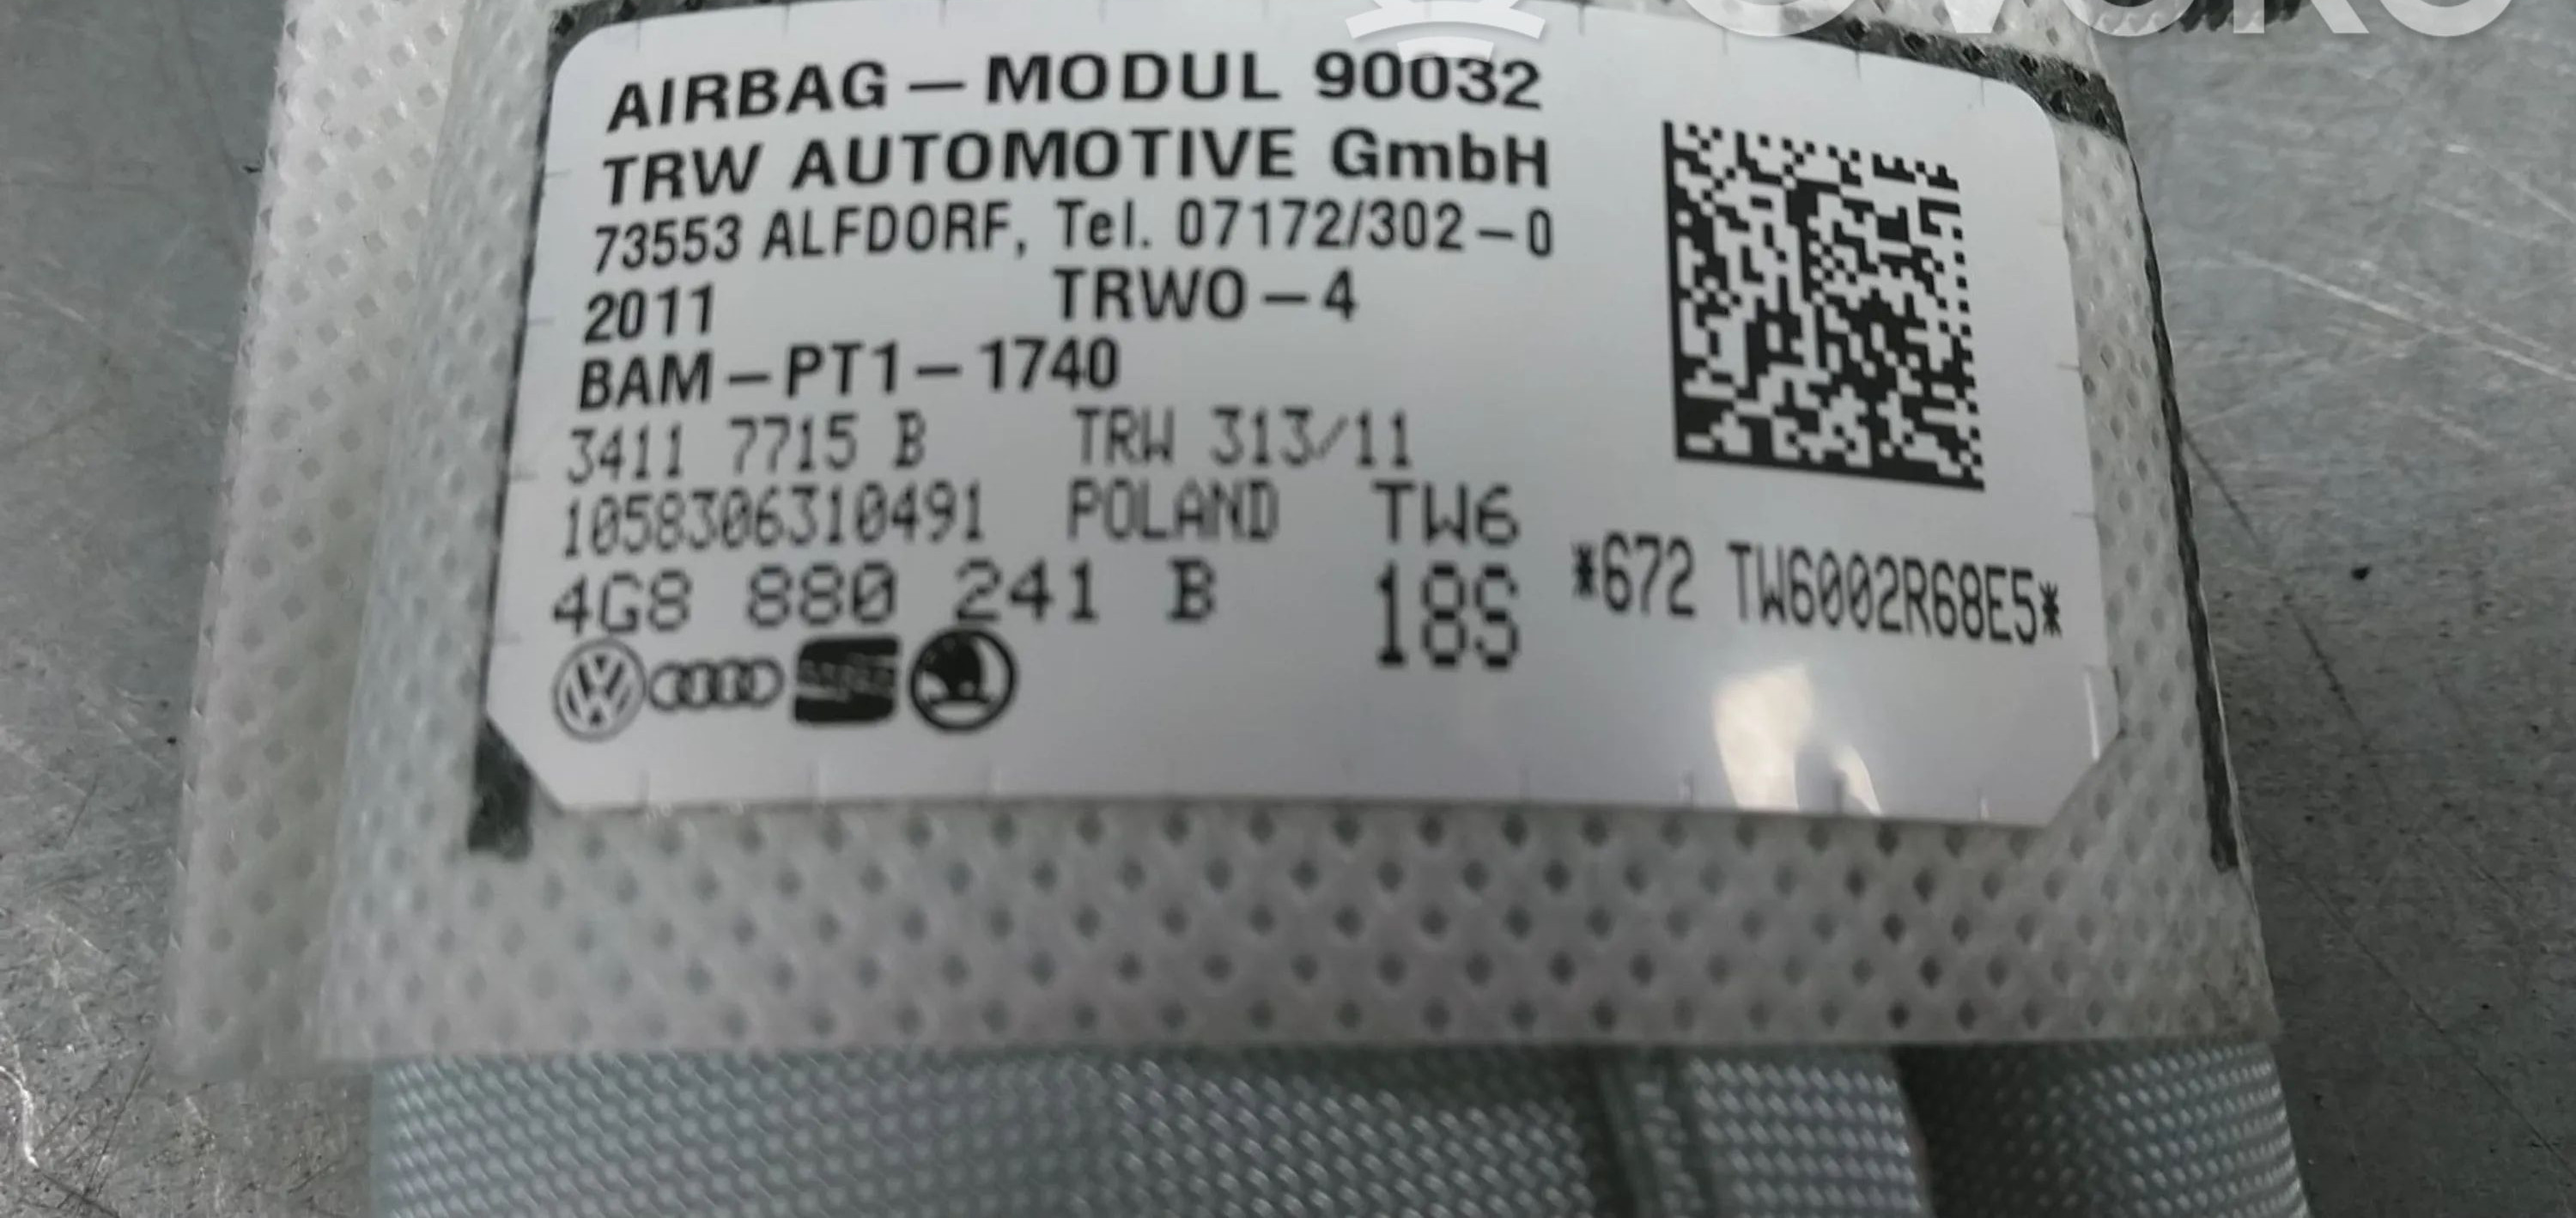 AIRBAG – MODUL 90032
TRW AUTOMOTIVE GmbH
73553 ALFDORF, Tel. 07172/302 – 0
2011 TRWO – 4
BAM – PT1 – 1740
3411 7715 B TRW 313/11
1058306310491 POLAND TW6
4G8 880 241 B 18S
*672 TW6002R68E5*